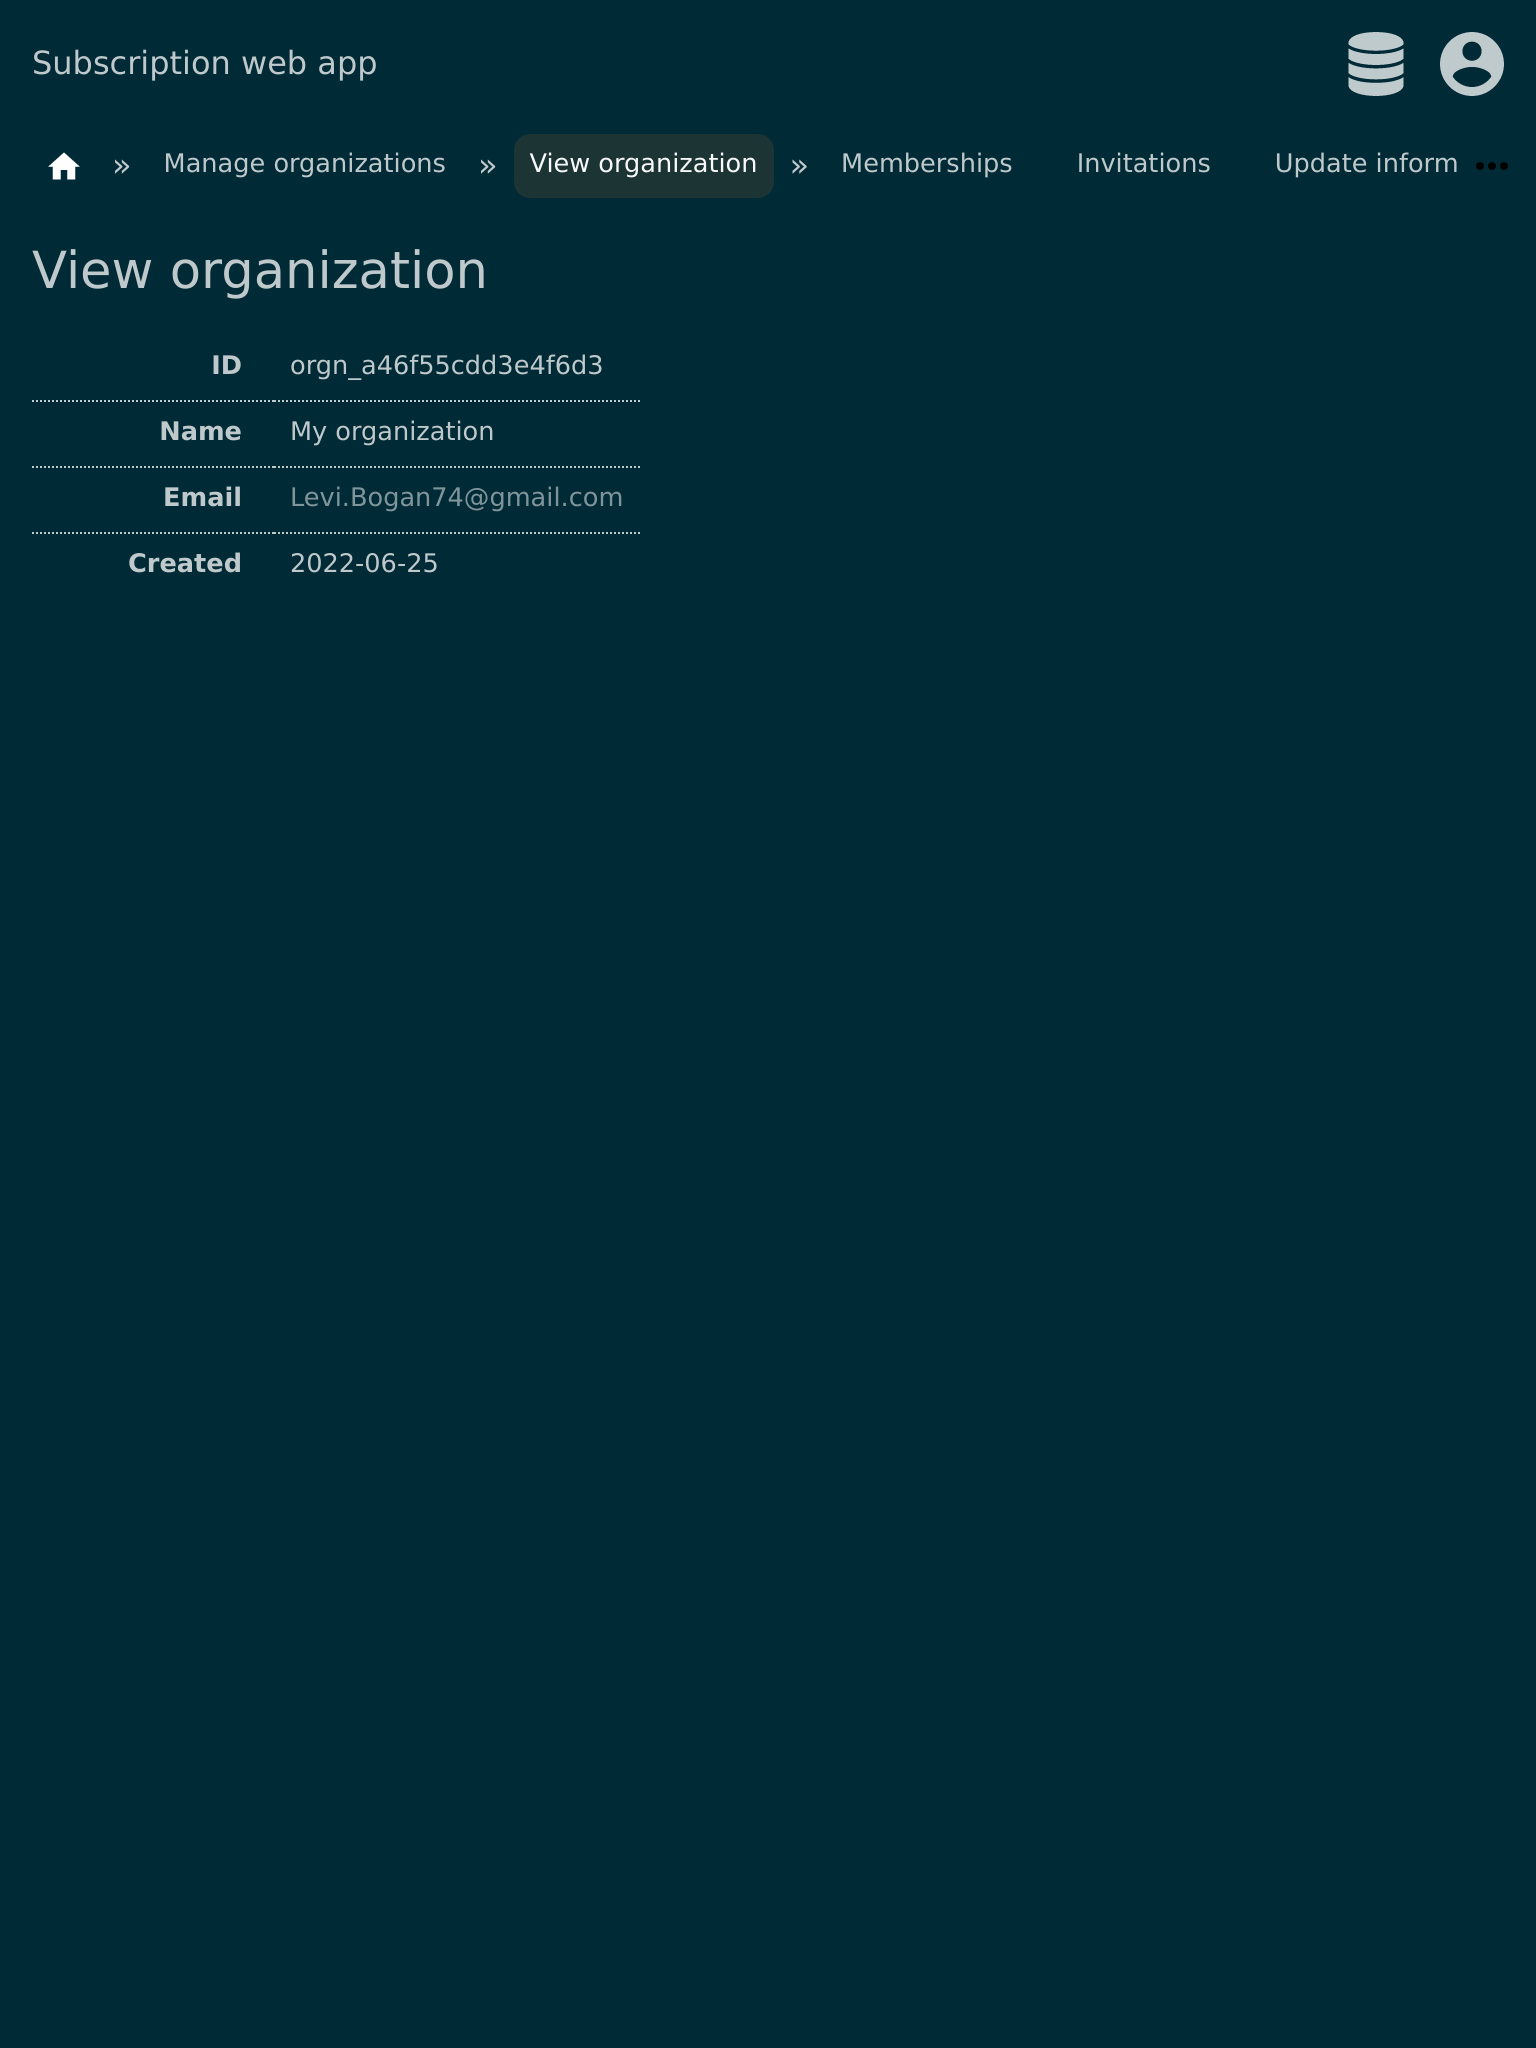 Subscription web app
» Manage organizations » View organization » Memberships Invitations Update inform •••
View organization
ID orgn_a46f55cdd3e4f6d3
Name My organization
Email Levi.Bogan74@gmail.com
Created 2022-06-25